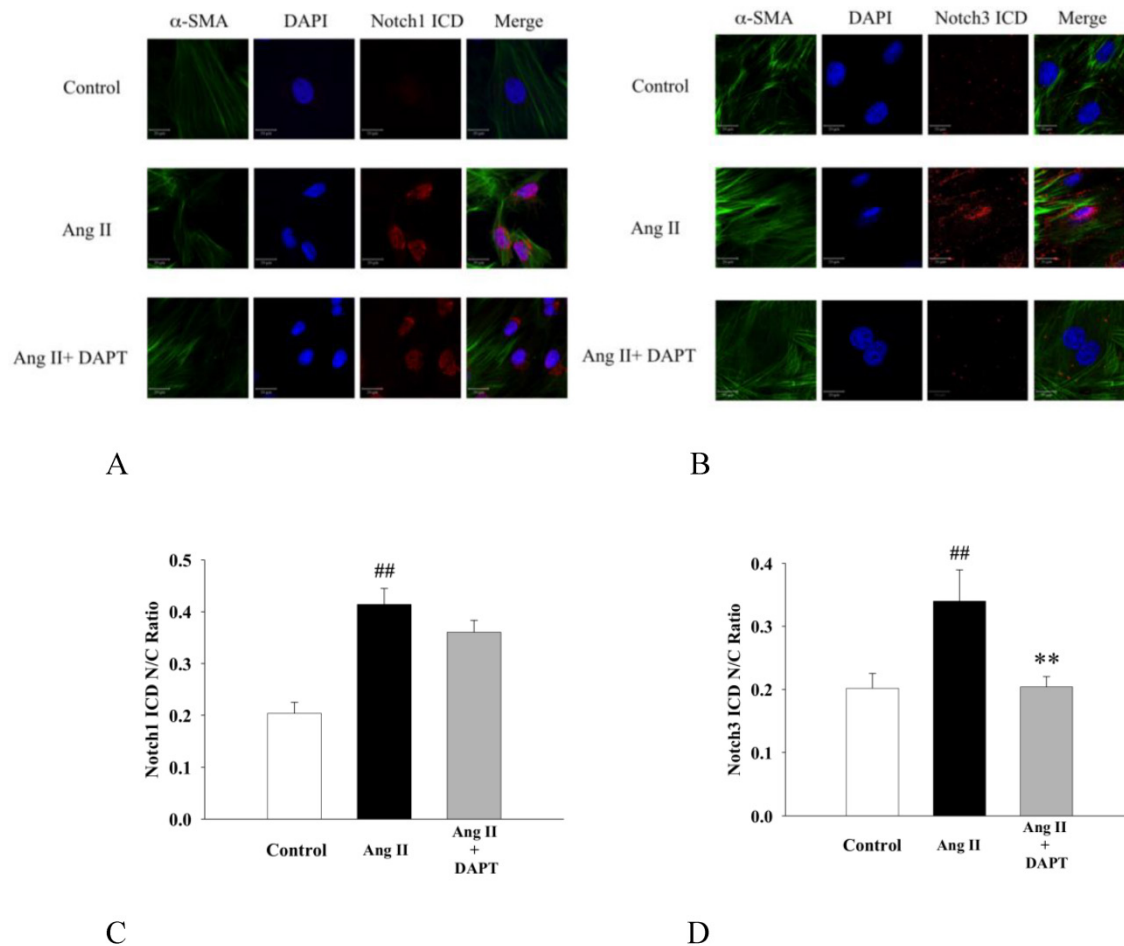 α-SMA DAPI Notch1 ICD Merge
Control
Ang II
Ang II+ DAPT
A
α-SMA DAPI Notch3 ICD Merge
Control
Ang II
Ang II+ DAPT
B
Notch1 ICD N/C Ratio
0.5
0.4
0.3
0.2
0.1
0.0
##
Control
Ang II
Ang II
+
DAPT
C
Notch3 ICD N/C Ratio
0.4
0.3
0.2
0.1
0.0
##
**
Control
Ang II
Ang II
+
DAPT
D